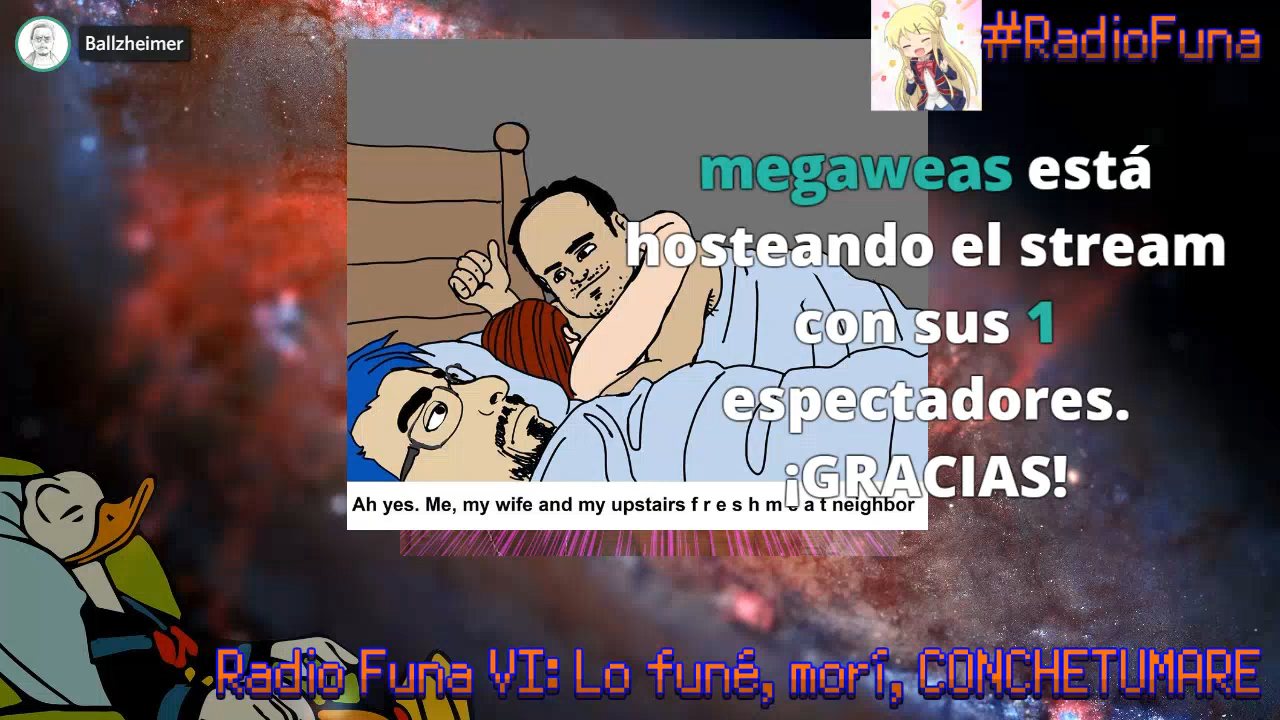 Ballzheimer
#RadioFuna
megaweas está
hosteando el stream
con sus 1
espectadores.
¡GRACIAS!
Ah yes. Me, my wife and my upstairs f r e s h m e a t neighbor
Radio Funa VI: Lo funé, morí, CONCHETUMARE